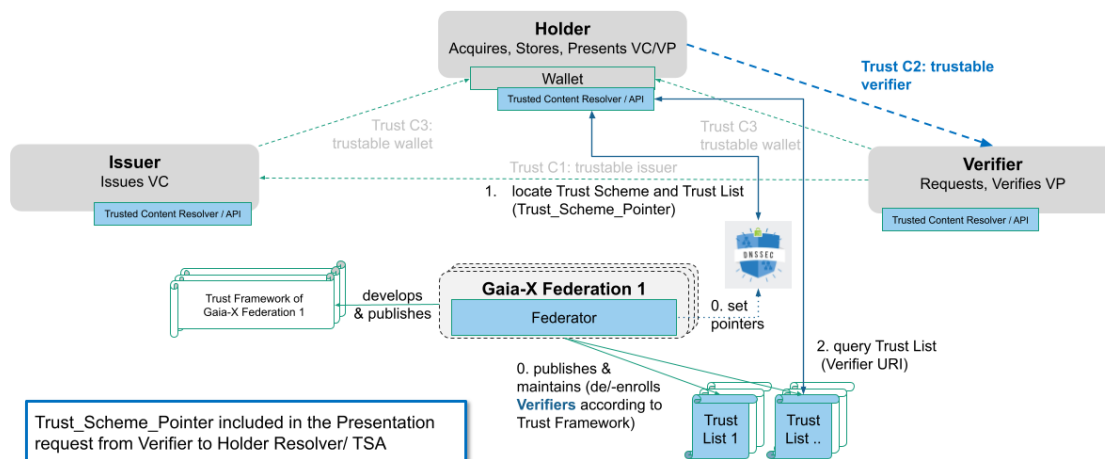 Holder
Acquires, Stores, Presents VC/VP
Wallet
Trusted Content Resolver / API
Trust C2: trustable
verifier
Trust C3:
trustable wallet
Trust C3
trustable wallet
Issuer
Issues VC
Trusted Content Resolver / API
Trust C1: trustable issuer
Verifier
Requests, Verifies VP
Trusted Content Resolver / API
1. locate Trust Scheme and Trust List
(Trust_Scheme_Pointer)
DNSSEC
Trust Framework of
Gaia-X Federation 1
develops
& publishes
Gaia-X Federation 1
Federator
0. set
pointers
2. query Trust List
(Verifier URI)
0. publishes &
maintains (de/-enrolls
Verifiers according to
Trust Framework)
Trust
List 1
Trust
List ..
Trust_Scheme_Pointer included in the Presentation
request from Verifier to Holder Resolver/ TSA